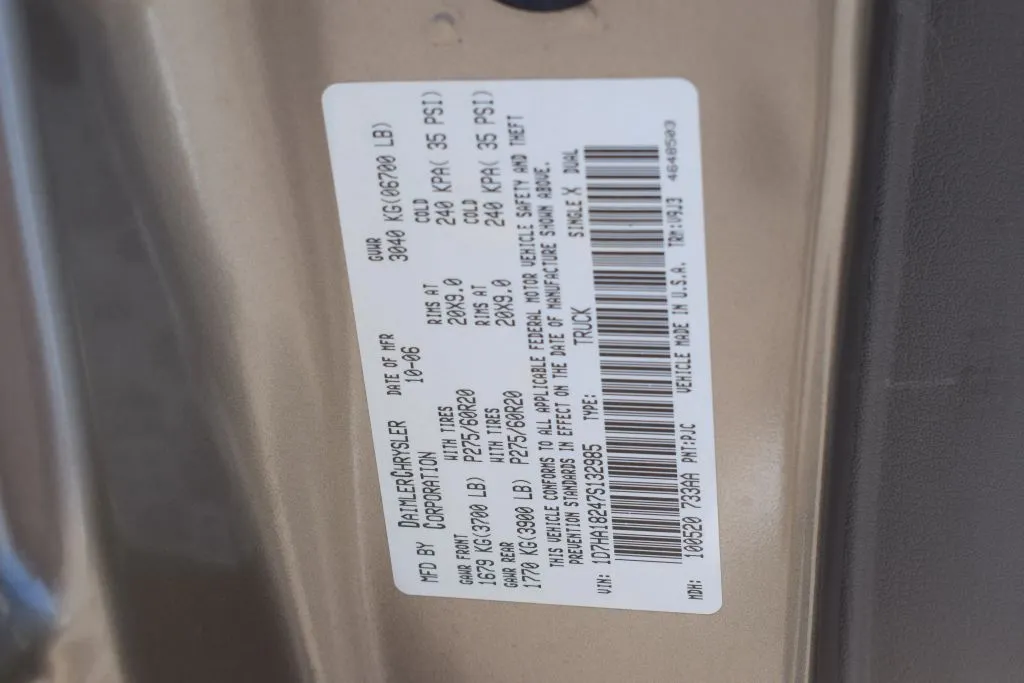 MFD BY DAIMLERCHRYSLER CORPORATION
DATE OF MFR 10-06
GVWR 3040 KG(06700 LB)
GAWR FRONT WITH TIRES RIMS AT COLD
1679 KG(3700 LB) P275/60R20 20X9.0 240 KPA( 35 PSI)
GAWR REAR WITH TIRES RIMS AT COLD
1770 KG(3900 LB) P275/60R20 20X9.0 240 KPA( 35 PSI)
THIS VEHICLE CONFORMS TO ALL APPLICABLE FEDERAL MOTOR VEHICLE SAFETY AND THEFT
PREVENTION STANDARDS IN EFFECT ON THE DATE OF MANUFACTURE SHOWN ABOVE.
VIN: 1D7HA18247S132985 TYPE: TRUCK SINGLE X DUAL
MDH: 100520 733AA PNT:PJC VEHICLE MADE IN U.S.A. TRM:V9J3 4648503